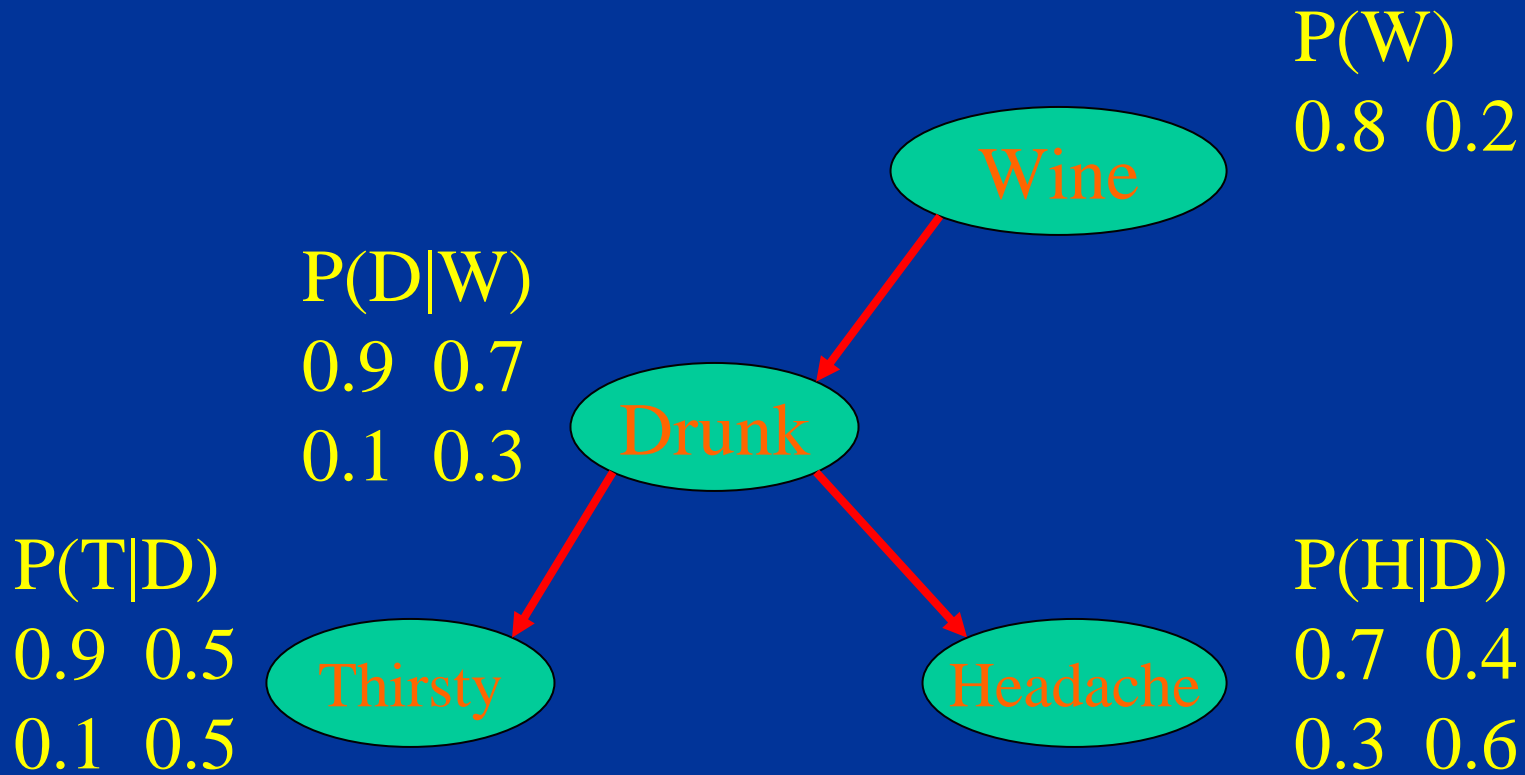 P(W)
0.8 0.2
Wine
P(D|W)
0.9 0.7
0.1 0.3
Drunk
P(T|D)
0.9 0.5
0.1 0.5
Thirsty
Headache
P(H|D)
0.7 0.4
0.3 0.6